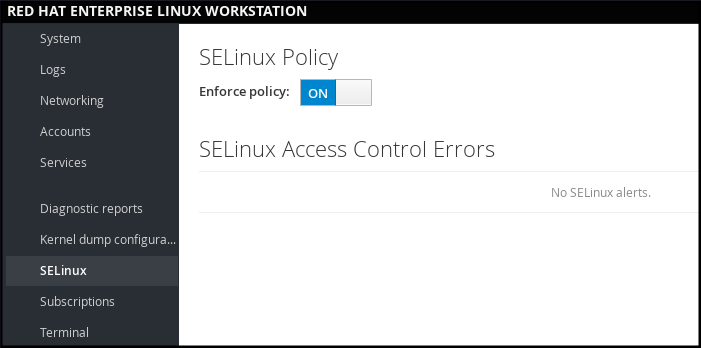 RED HAT ENTERPRISE LINUX WORKSTATION
System
Logs
Networking
Accounts
Services
Diagnostic reports
Kernel dump configura...
SELinux
Subscriptions
Terminal
SELinux Policy
Enforce policy: ON
SELinux Access Control Errors
No SELinux alerts.